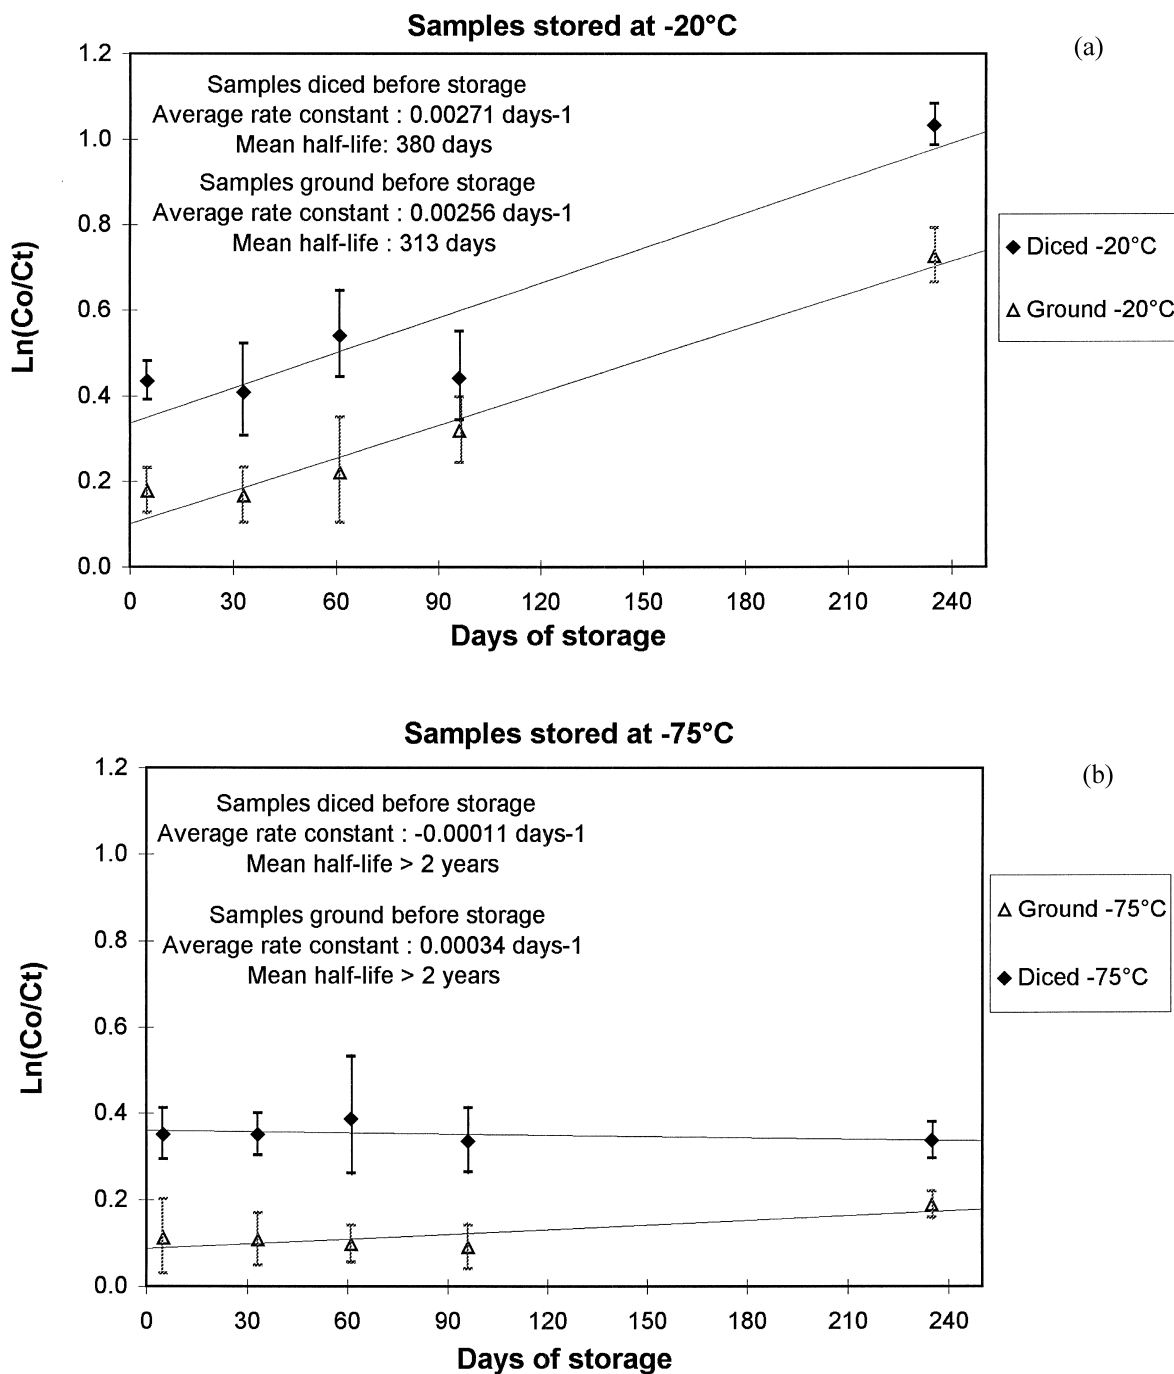 Samples stored at -20°C
(a)
1.2
Samples diced before storage
Average rate constant : 0.00271 days-1
Mean half-life: 380 days
1.0
Samples ground before storage
Average rate constant : 0.00256 days-1
Mean half-life : 313 days
0.8
Diced -20°C
Ground -20°C
0.6
Ln(Co/Ct)
0.4
0.2
0.0
0 30 60 90 120 150 180 210 240
Days of storage
Samples stored at -75°C
(b)
1.2
Samples diced before storage
Average rate constant : -0.00011 days-1
Mean half-life > 2 years
1.0
Samples ground before storage
Average rate constant : 0.00034 days-1
Mean half-life > 2 years
0.8
Ground -75°C
Diced -75°C
0.6
Ln(Co/Ct)
0.4
0.2
0.0
0 30 60 90 120 150 180 210 240
Days of storage